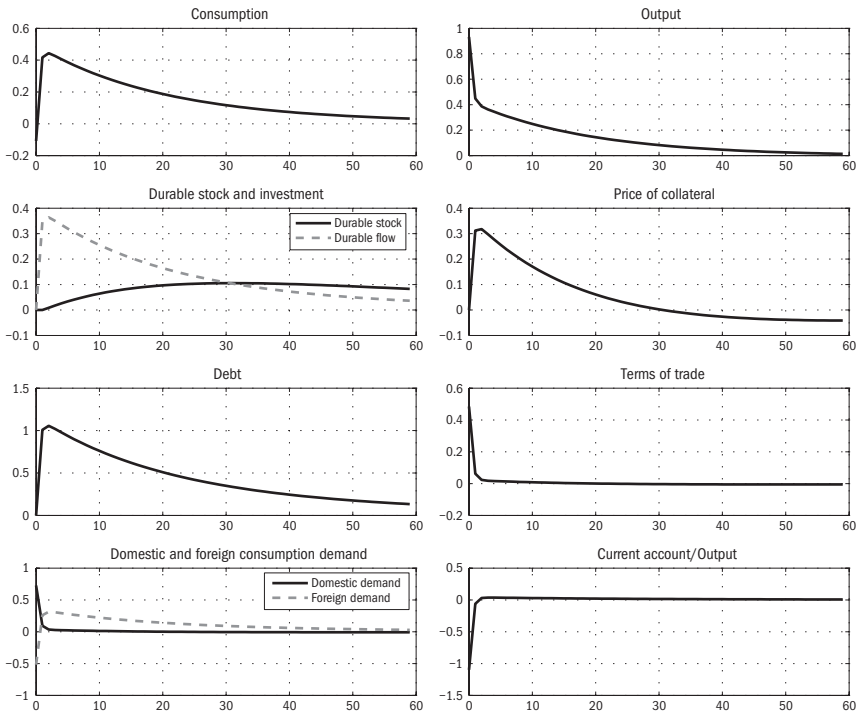 Consumption
0.6
0.4
0.2
0
−0.2
0 10 20 30 40 50 60
Output
1
0.8
0.6
0.4
0.2
0
0 10 20 30 40 50 60
Durable stock and investment
0.4
0.3
0.2
0.1
0
−0.1
Durable stock
Durable flow
0 10 20 30 40 50 60
Price of collateral
0.4
0.3
0.2
0.1
0
−0.1
0 10 20 30 40 50 60
Debt
1.5
1
0.5
0
0 10 20 30 40 50 60
Terms of trade
0.6
0.4
0.2
0
−0.2
0 10 20 30 40 50 60
Domestic and foreign consumption demand
1
0.5
0
−0.5
−1
Domestic demand
Foreign demand
0 10 20 30 40 50 60
Current account/Output
0.5
0
−0.5
−1
−1.5
0 10 20 30 40 50 60